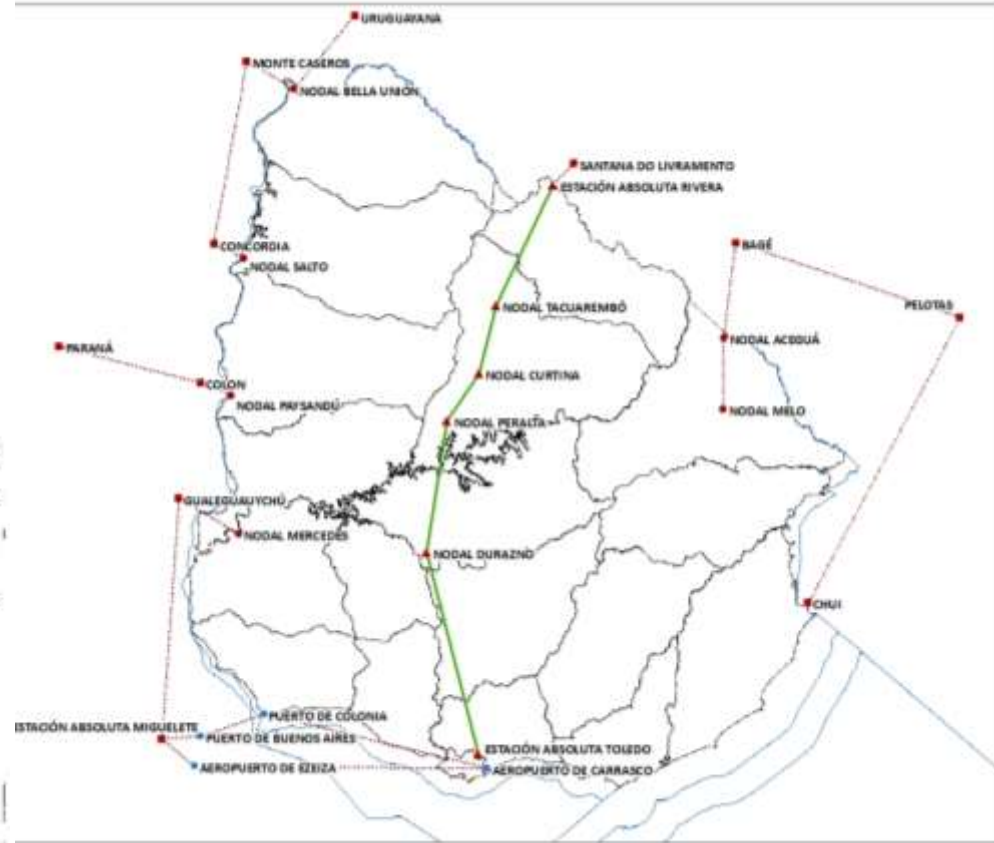 URUGUAYANA
MONTE CASEROS
NODAL BELLA UNIÓN
SANTANA DO LIVRAMENTO
ESTACIÓN ABSOLUTA RIVERA
CONCORDIA
BAGÉ
NODAL SALTO
NODAL TACUAREMBÓ
PELOTAS
NODAL ACEGUÁ
PARANÁ
NODAL CURTINA
COLON
NODAL PAYSANDÚ
NODAL MELO
NODAL PERALTA
GUALEGUAUYCHÚ
NODAL MERCEDES
NODAL DURAZNO
CHUI
PUERTO DE COLONIA
ESTACIÓN ABSOLUTA MIGUELETE
PUERTO DE BUENOS AIRES
ESTACIÓN ABSOLUTA TOLEDO
AEROPUERTO DE EZEIZA
AEROPUERTO DE CARRASCO